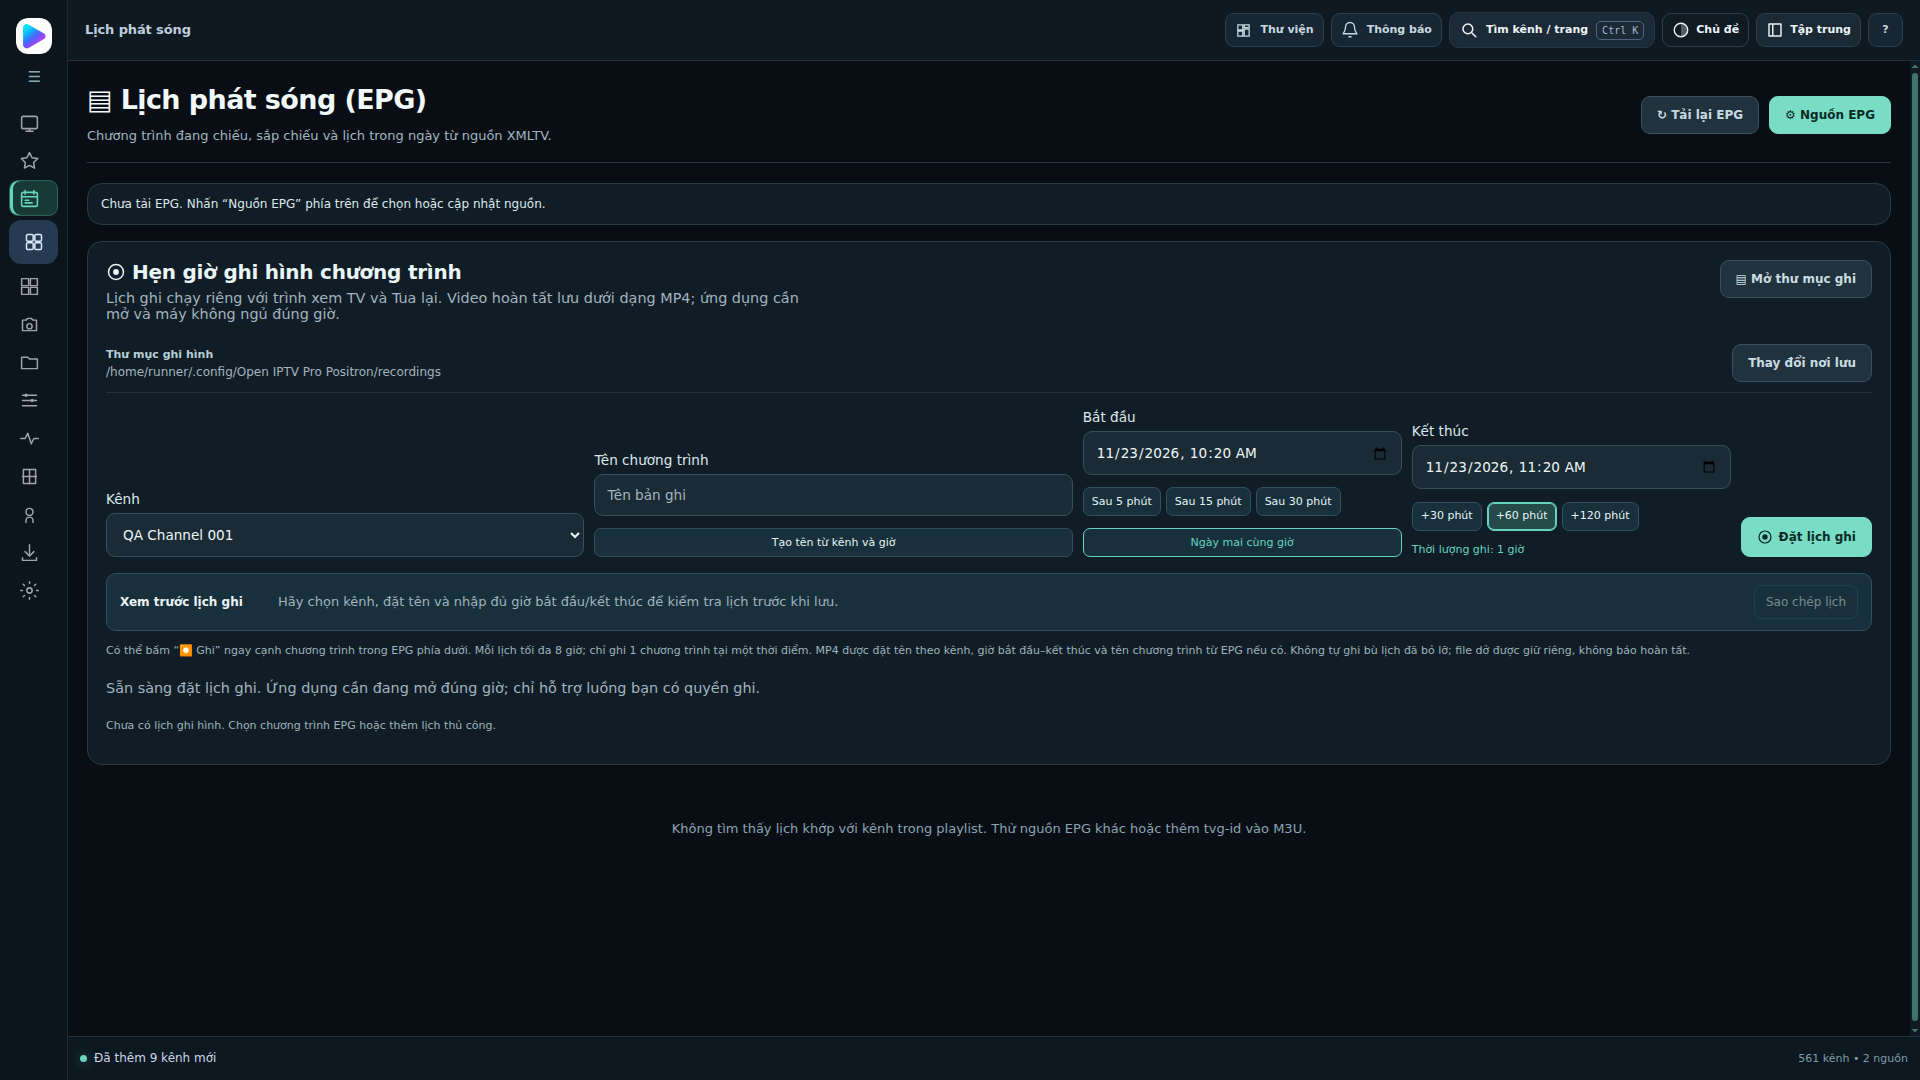 Lịch phát sóng
Thư viện
Thông báo
Tìm kênh / trang
Ctrl K
Chủ đề
Tập trung
?
Lịch phát sóng (EPG)
Chương trình đang chiếu, sắp chiếu và lịch trong ngày từ nguồn XMLTV.
↻ Tải lại EPG
⚙ Nguồn EPG
Chưa tải EPG. Nhấn “Nguồn EPG” phía trên để chọn hoặc cập nhật nguồn.
Hẹn giờ ghi hình chương trình
Lịch ghi chạy riêng với trình xem TV và Tua lại. Video hoàn tất lưu dưới dạng MP4; ứng dụng cần
mở và máy không ngủ đúng giờ.
Mở thư mục ghi
Thư mục ghi hình
/home/runner/.config/Open IPTV Pro Positron/recordings
Thay đổi nơi lưu
Kênh
QA Channel 001
Tên chương trình
Tên bản ghi
Tạo tên từ kênh và giờ
Bắt đầu
11/23/2026, 10:20 AM
Sau 5 phút
Sau 15 phút
Sau 30 phút
Ngày mai cùng giờ
Kết thúc
11/23/2026, 11:20 AM
+30 phút
+60 phút
+120 phút
Thời lượng ghi: 1 giờ
Đặt lịch ghi
Xem trước lịch ghi
Hãy chọn kênh, đặt tên và nhập đủ giờ bắt đầu/kết thúc để kiểm tra lịch trước khi lưu.
Sao chép lịch
Có thể bấm “⏺ Ghi” ngay cạnh chương trình trong EPG phía dưới. Mỗi lịch tối đa 8 giờ; chỉ ghi 1 chương trình tại một thời điểm. MP4 được đặt tên theo kênh, giờ bắt đầu–kết thúc và tên chương trình từ EPG nếu có. Không tự ghi bù lịch đã bỏ lỡ; file dở được giữ riêng, không báo hoàn tất.
Sẵn sàng đặt lịch ghi. Ứng dụng cần đang mở đúng giờ; chỉ hỗ trợ luồng bạn có quyền ghi.
Chưa có lịch ghi hình. Chọn chương trình EPG hoặc thêm lịch thủ công.
Không tìm thấy lịch khớp với kênh trong playlist. Thử nguồn EPG khác hoặc thêm tvg-id vào M3U.
Đã thêm 9 kênh mới
561 kênh • 2 nguồn